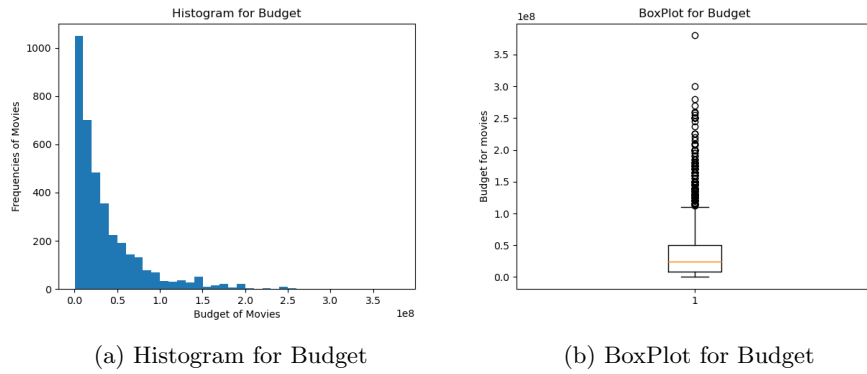 Histogram for Budget
1000
800
600
400
200
0
Frequencies of Movies
0.0 0.5 1.0 1.5 2.0 2.5 3.0 3.5
1e8
Budget of Movies
(a) Histogram for Budget
BoxPlot for Budget
1e8
3.5
3.0
2.5
2.0
1.5
1.0
0.5
0.0
Budget for movies
1
(b) BoxPlot for Budget